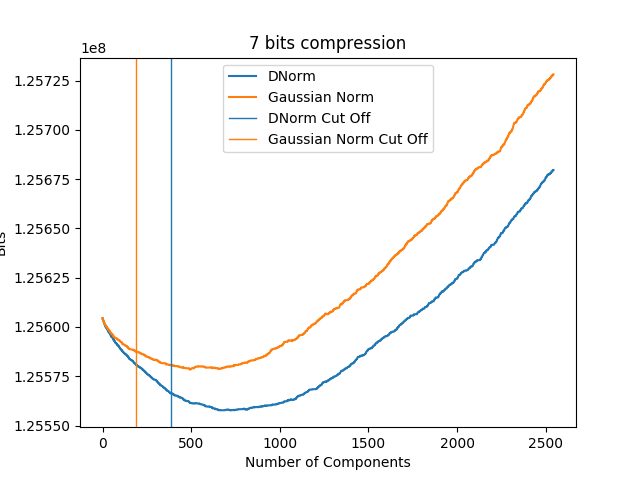 7 bits compression
1e8
DNorm
Gaussian Norm
DNorm Cut Off
Gaussian Norm Cut Off
1.25725
1.25700
1.25675
1.25650
1.25625
1.25600
1.25575
1.25550
Bits
0 500 1000 1500 2000 2500
Number of Components